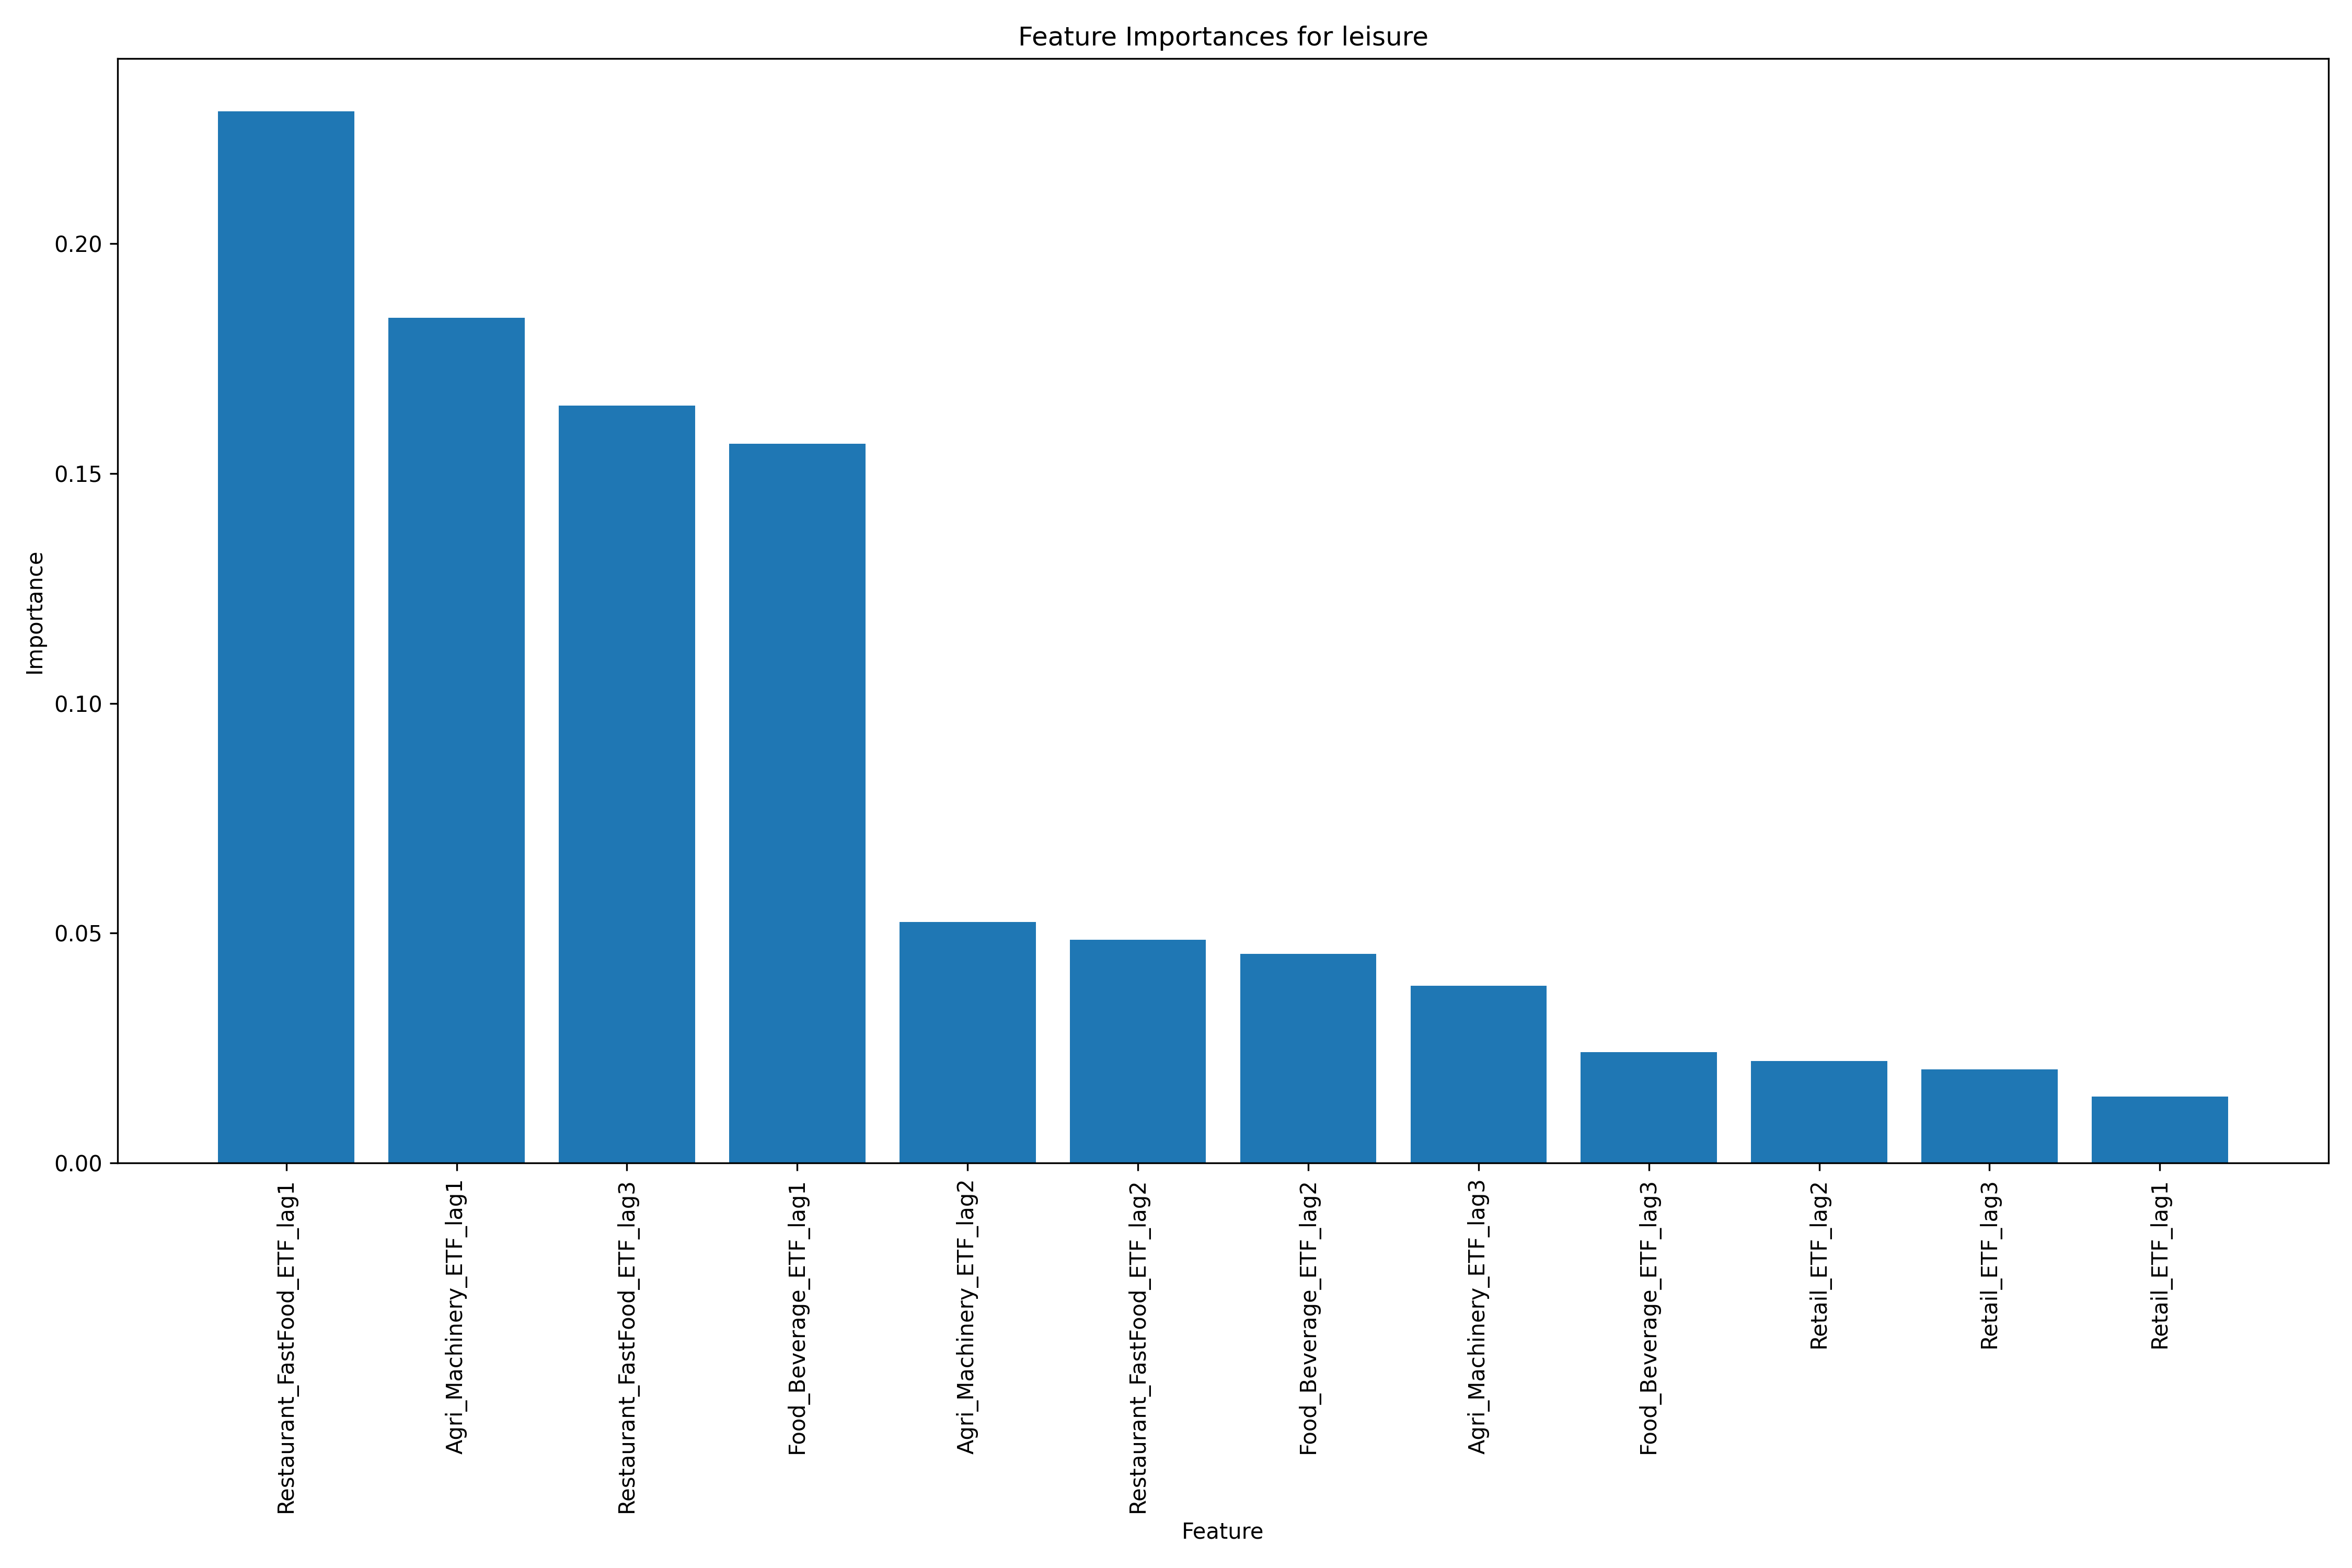 Feature Importances for leisure
Importance
0.20
0.15
0.10
0.05
0.00
Restaurant_FastFood_ETF_lag1
Agri_Machinery_ETF_lag1
Restaurant_FastFood_ETF_lag3
Food_Beverage_ETF_lag1
Agri_Machinery_ETF_lag2
Restaurant_FastFood_ETF_lag2
Food_Beverage_ETF_lag2
Agri_Machinery_ETF_lag3
Food_Beverage_ETF_lag3
Retail_ETF_lag2
Retail_ETF_lag3
Retail_ETF_lag1
Feature